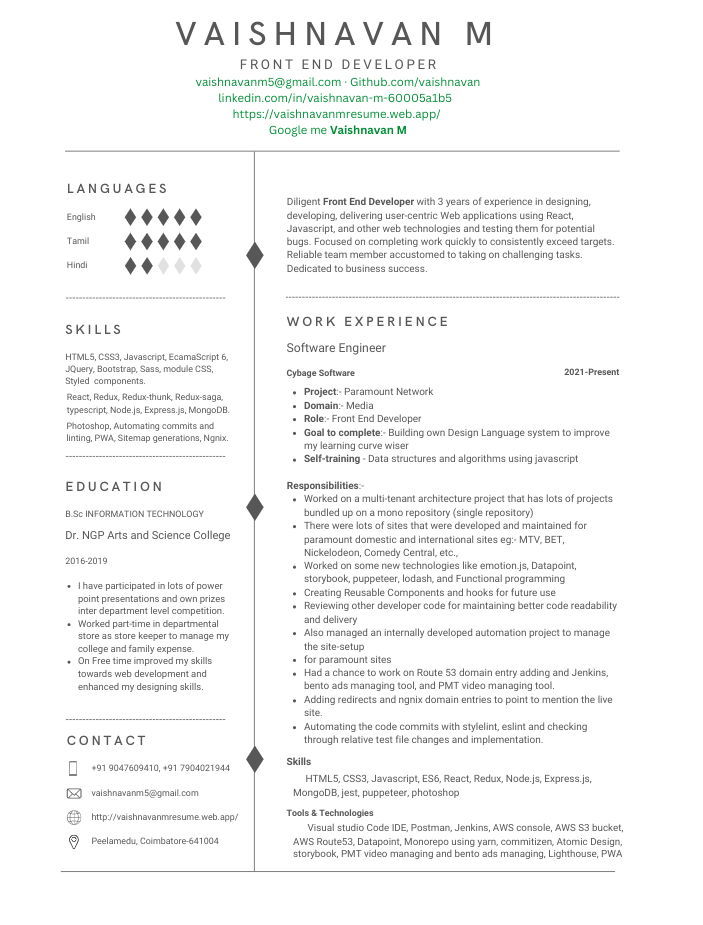 VAISHNAVAN M
FRONT END DEVELOPER
vaishnavanm5@gmail.com · Github.com/vaishnavan
linkedin.com/in/vaishnavan-m-60005a1b5
https://vaishnavanmresume.web.app/
Google me Vaishnavan M
LANGUAGES
English
Tamil
Hindi
SKILLS
HTML5, CSS3, Javascript, EcamaScript 6,
JQuery, Bootstrap, Sass, module CSS,
Styled components.
React, Redux, Redux-thunk, Redux-saga,
typescript, Node.js, Express.js, MongoDB.
Photoshop, Automating commits and
linting, PWA, Sitemap generations, Ngnix.
EDUCATION
B.Sc INFORMATION TECHNOLOGY
Dr. NGP Arts and Science College
2016-2019
• I have participated in lots of power
point presentations and own prizes
inter department level competition.
• Worked part-time in departmental
store as store keeper to manage my
college and family expense.
• On Free time improved my skills
towards web development and
enhanced my designing skills.
CONTACT
+91 9047609410, +91 7904021944
vaishnavanm5@gmail.com
http://vaishnavanmresume.web.app/
Peelamedu, Coimbatore-641004
Diligent Front End Developer with 3 years of experience in designing,
developing, delivering user-centric Web applications using React,
Javascript, and other web technologies and testing them for potential
bugs. Focused on completing work quickly to consistently exceed targets.
Reliable team member accustomed to taking on challenging tasks.
Dedicated to business success.
WORK EXPERIENCE
Software Engineer
Cybage Software 2021-Present
• Project:- Paramount Network
• Domain:- Media
• Role:- Front End Developer
• Goal to complete:- Building own Design Language system to improve
my learning curve wiser
• Self-training - Data structures and algorithms using javascript
Responsibilities:-
• Worked on a multi-tenant architecture project that has lots of projects
bundled up on a mono repository (single repository)
• There were lots of sites that were developed and maintained for
paramount domestic and international sites eg:- MTV, BET,
Nickelodeon, Comedy Central, etc.,
• Worked on some new technologies like emotion.js, Datapoint,
storybook, puppeteer, lodash, and Functional programming
• Creating Reusable Components and hooks for future use
• Reviewing other developer code for maintaining better code readability
and delivery
• Also managed an internally developed automation project to manage
the site-setup
• for paramount sites
• Had a chance to work on Route 53 domain entry adding and Jenkins,
bento ads managing tool, and PMT video managing tool.
• Adding redirects and ngnix domain entries to point to mention the live
site.
• Automating the code commits with stylelint, eslint and checking
through relative test file changes and implementation.
Skills
HTML5, CSS3, Javascript, ES6, React, Redux, Node.js, Express.js,
MongoDB, jest, puppeteer, photoshop
Tools & Technologies
Visual studio Code IDE, Postman, Jenkins, AWS console, AWS S3 bucket,
AWS Route53, Datapoint, Monorepo using yarn, commitizen, Atomic Design,
storybook, PMT video managing and bento ads managing, Lighthouse, PWA